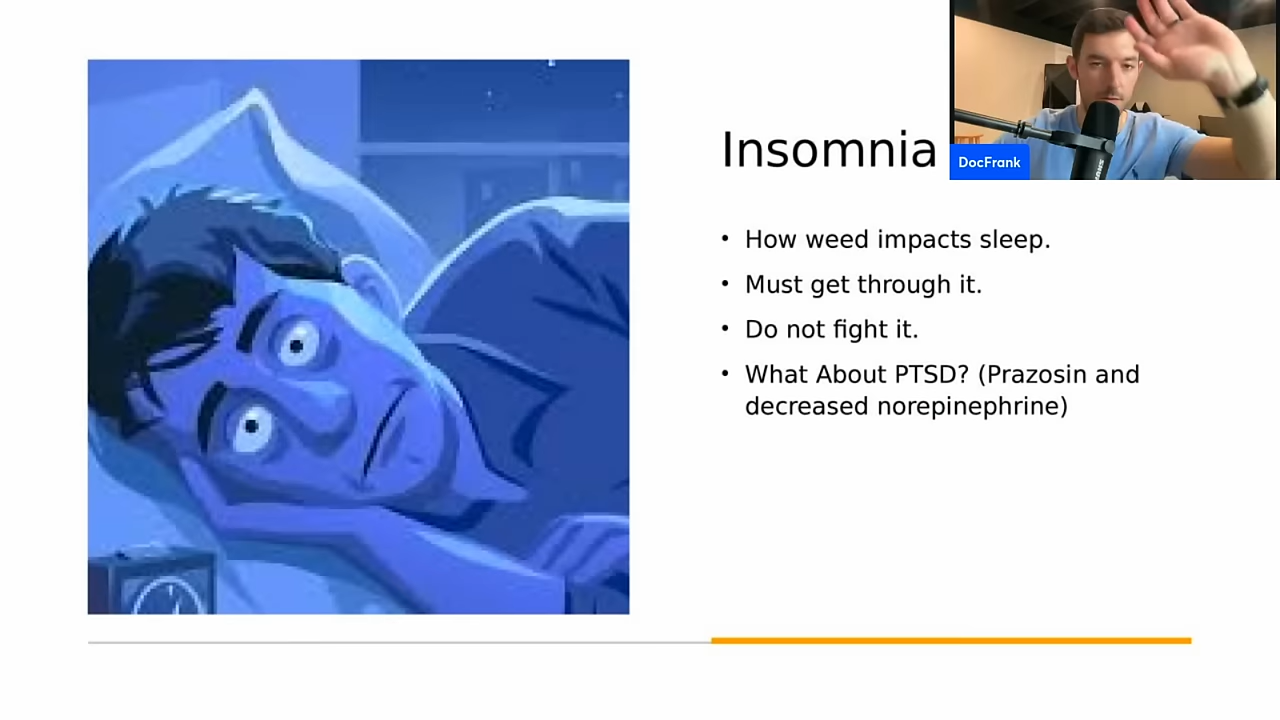 Insomnia
DocFrank
How weed impacts sleep.
Must get through it.
Do not fight it.
What About PTSD? (Prazosin and
decreased norepinephrine)